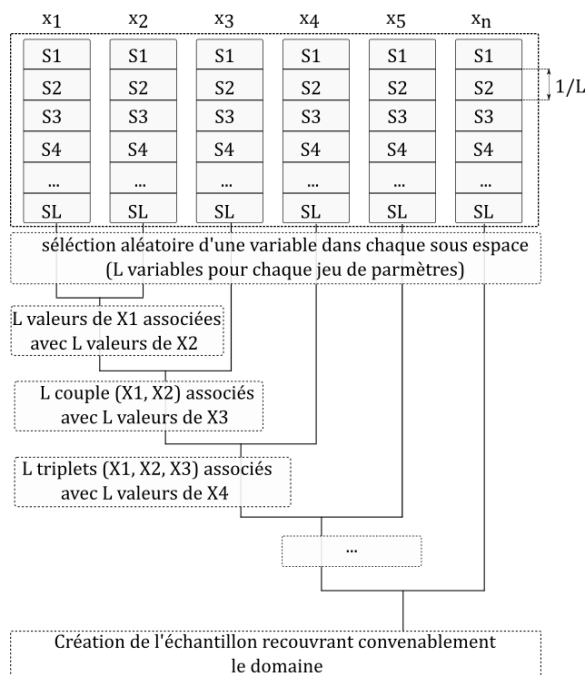 x1 x2 x3 x4 x5 xn
S1 S1 S1 S1 S1 S1
S2 S2 S2 S2 S2 S2
1/L
S3 S3 S3 S3 S3 S3
S4 S4 S4 S4 S4 S4
... ... ... ... ... ...
SL SL SL SL SL SL
séléction aléatoire d'une variable dans chaque sous espace
(L variables pour chaque jeu de parmètres)
L valeurs de X1 associées
avec L valeurs de X2
L couple (X1, X2) associés
avec L valeurs de X3
L triplets (X1, X2, X3) associés
avec L valeurs de X4
...
Création de l'échantillon recouvrant convenablement
le domaine